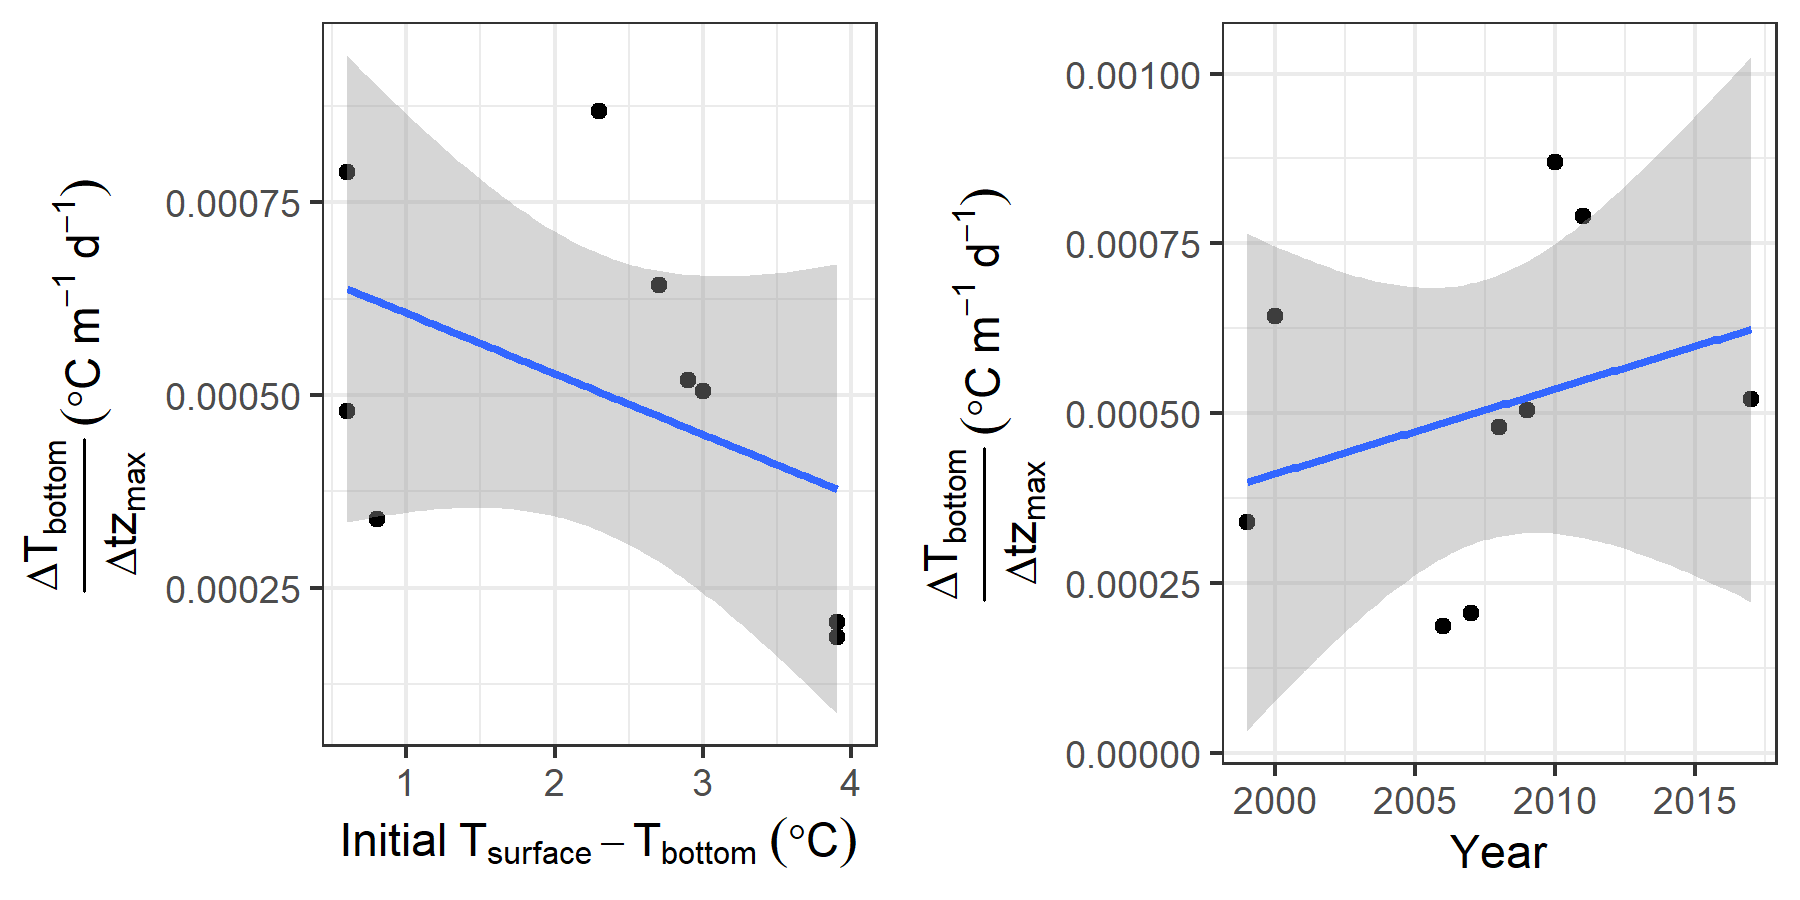 ΔT_bottom / Δtz_max (°C m⁻¹ d⁻¹)
0.00075
0.00050
0.00025
1 2 3 4
Initial T_surface − T_bottom (°C)
ΔT_bottom / Δtz_max (°C m⁻¹ d⁻¹)
0.00100
0.00075
0.00050
0.00025
0.00000
2000 2005 2010 2015
Year